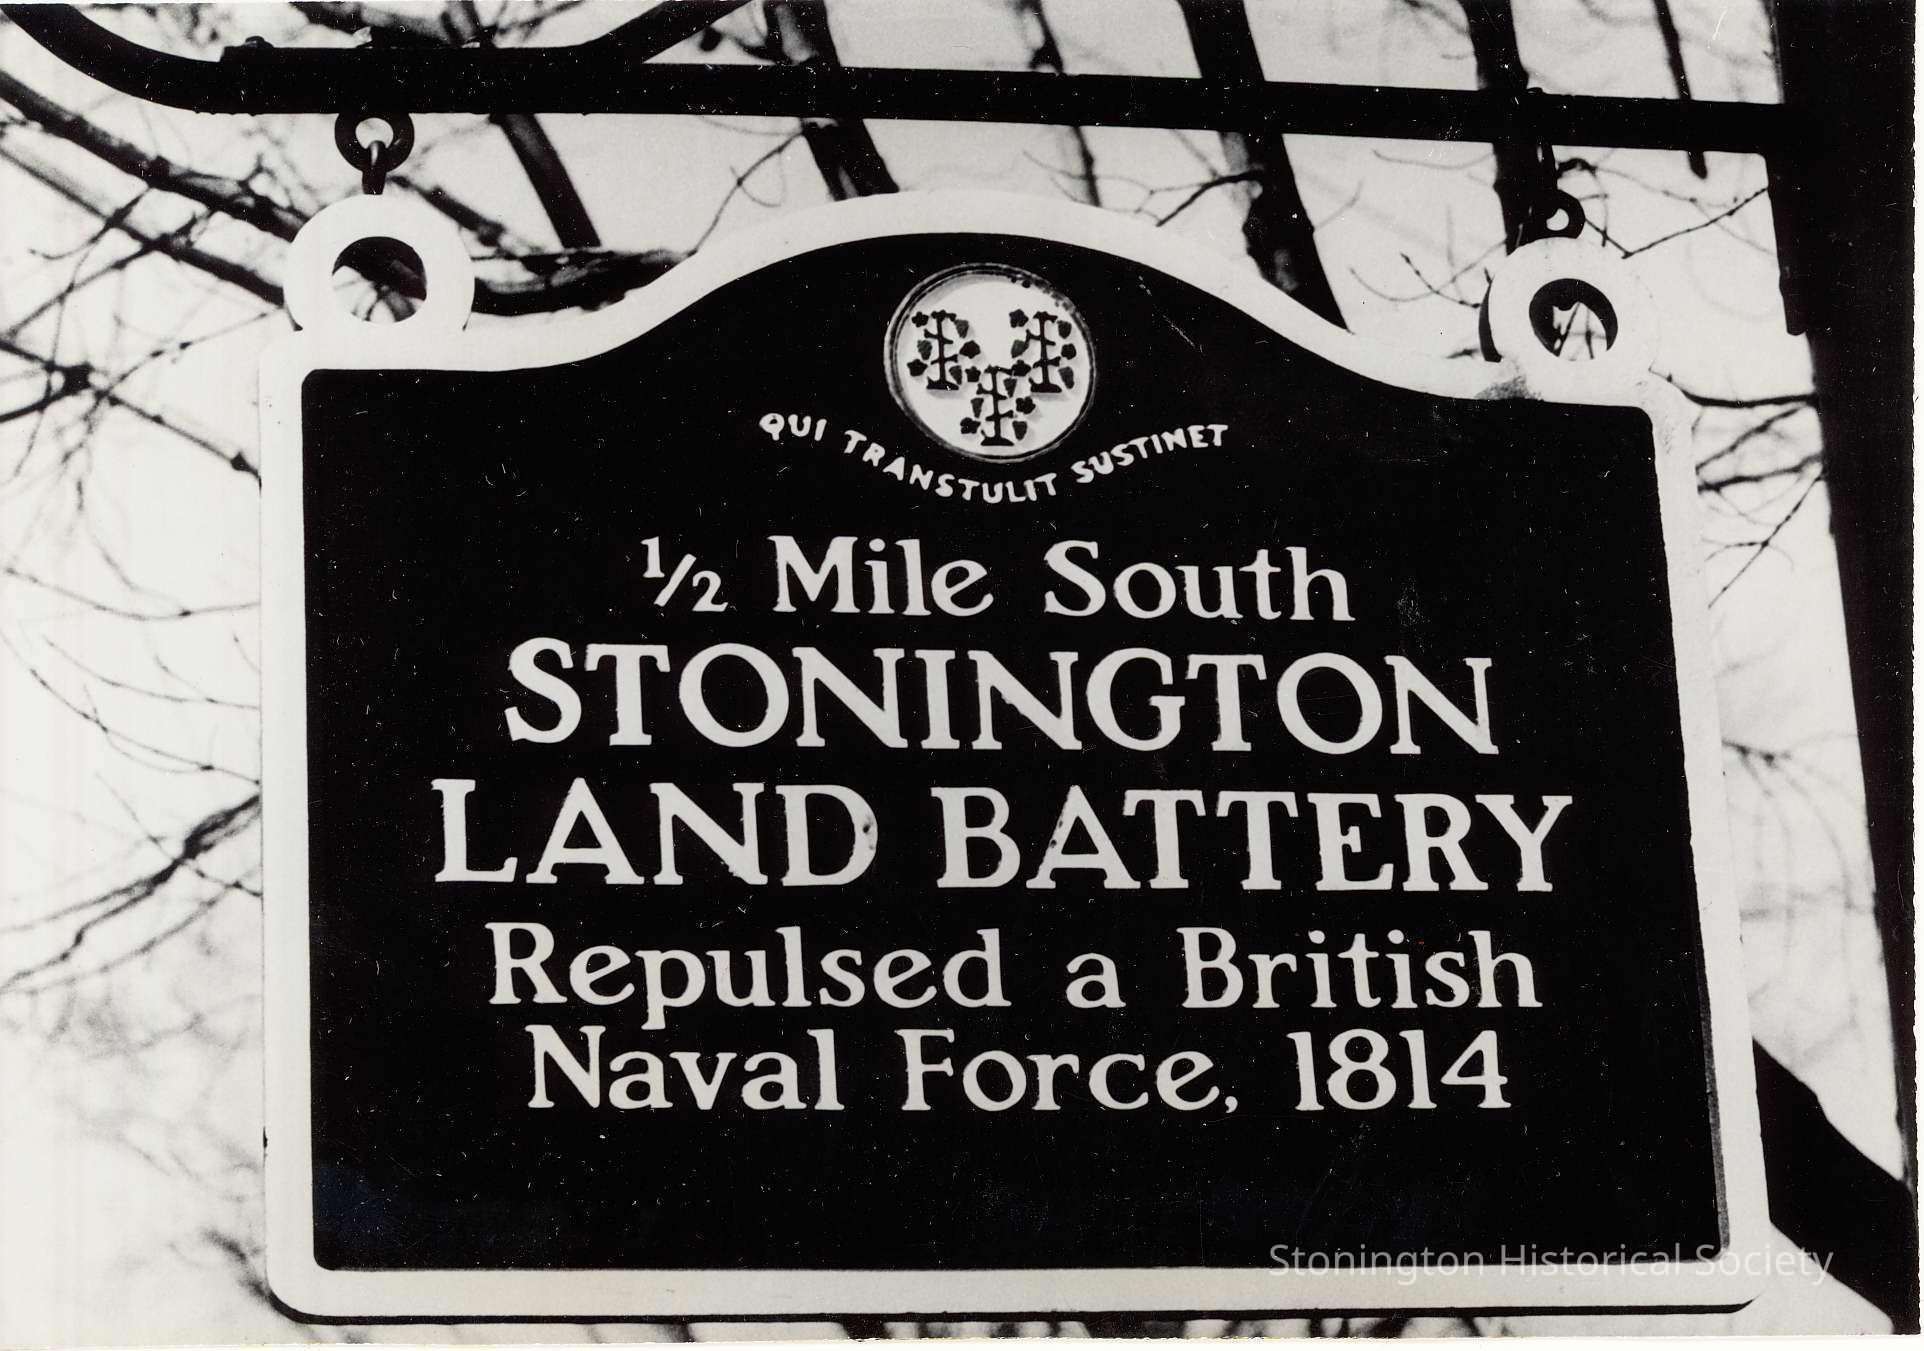 QUI TRANSTULIT SUSTINET
½ Mile South
STONINGTON
LAND BATTERY
Repulsed a British
Naval Force, 1814
Stonington Historical Society